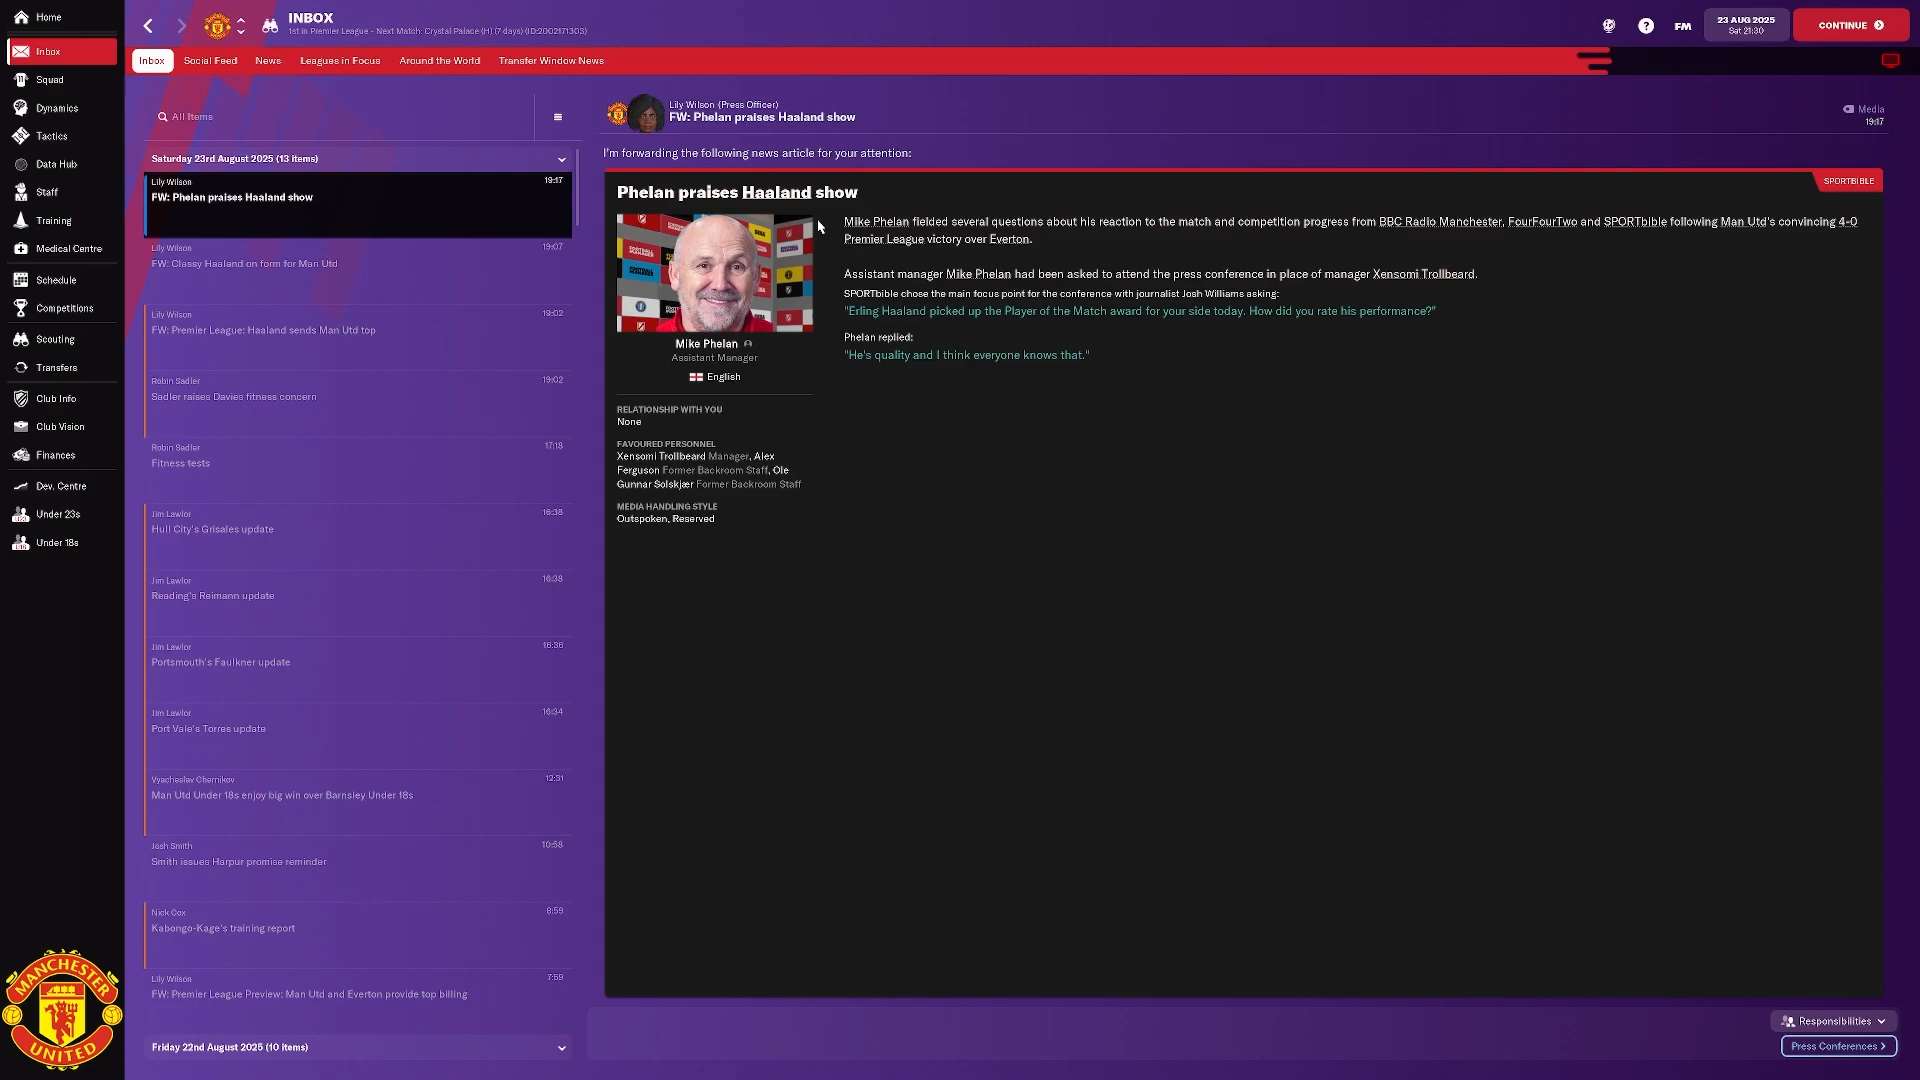 Home
Inbox
Squad
Dynamics
Tactics
Data Hub
Staff
Training
Medical Centre
Schedule
Competitions
Scouting
Transfers
Club Info
Club Vision
Finances
Dev. Centre
Under 23s
Under 18s
MANCHESTER
UNITED
INBOX
1st in Premier League - Next Match: Crystal Palace (H) (7 days) (ID:2002171303)
FM
23 AUG 2025
Sat 21:30
CONTINUE
Inbox
Social Feed
News
Leagues in Focus
Around the World
Transfer Window News
All Items
Saturday 23rd August 2025 (13 items)
Lily Wilson 19:17
FW: Phelan praises Haaland show
Lily Wilson 19:07
FW: Classy Haaland on form for Man Utd
Lily Wilson 19:02
FW: Premier League: Haaland sends Man Utd top
Robin Sadler 19:02
Sadler raises Davies fitness concern
Robin Sadler 17:18
Fitness tests
Jim Lawlor 16:38
Hull City's Grisales update
Jim Lawlor 16:38
Reading's Reimann update
Jim Lawlor 16:36
Portsmouth's Faulkner update
Jim Lawlor 16:34
Port Vale's Torres update
Vyacheslav Chernikov 12:31
Man Utd Under 18s enjoy big win over Barnsley Under 18s
Josh Smith 10:58
Smith issues Harpur promise reminder
Nick Cox 8:59
Kabongo-Kage's training report
Lily Wilson 7:59
FW: Premier League Preview: Man Utd and Everton provide top billing
Friday 22nd August 2025 (10 items)
Lily Wilson (Press Officer)
FW: Phelan praises Haaland show
Media
19:17
I'm forwarding the following news article for your attention:
SPORTBIBLE
Phelan praises Haaland show
Mike Phelan
Assistant Manager
English
RELATIONSHIP WITH YOU
None
FAVOURED PERSONNEL
Xensomi Trollbeard Manager, Alex
Ferguson Former Backroom Staff, Ole
Gunnar Solskjær Former Backroom Staff
MEDIA HANDLING STYLE
Outspoken, Reserved
Mike Phelan fielded several questions about his reaction to the match and competition progress from BBC Radio Manchester, FourFourTwo and SPORTbible following Man Utd's convincing 4-0
Premier League victory over Everton.
Assistant manager Mike Phelan had been asked to attend the press conference in place of manager Xensomi Trollbeard.
SPORTbible chose the main focus point for the conference with journalist Josh Williams asking:
"Erling Haaland picked up the Player of the Match award for your side today. How did you rate his performance?"
Phelan replied:
"He's quality and I think everyone knows that."
Responsibilities
Press Conferences